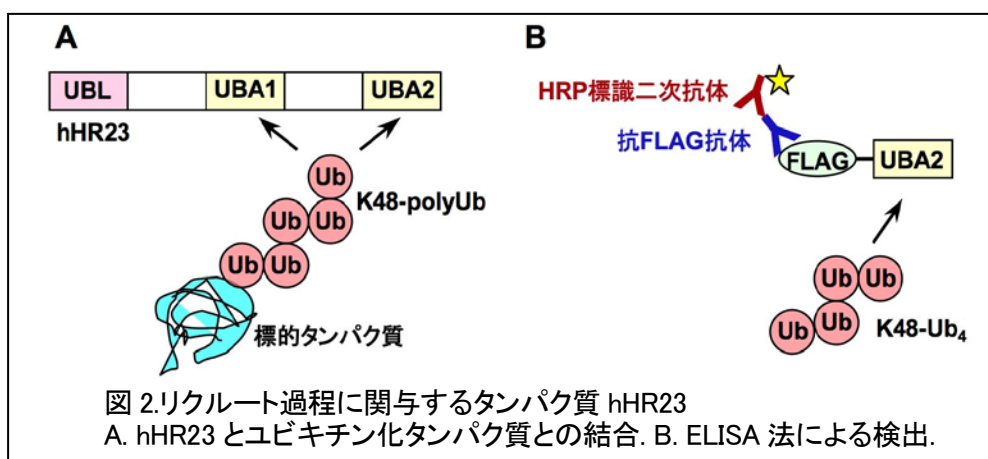 A
UBL
UBA1
UBA2
hHR23
Ub
K48-polyUb
Ub
Ub
Ub
Ub
標的タンパク質
B
HRP標識二次抗体
抗FLAG抗体
FLAG
UBA2
Ub
Ub
Ub
Ub
K48-Ub₄
図 2.リクルート過程に関与するタンパク質 hHR23
A. hHR23 とユビキチン化タンパク質との結合. B. ELISA 法による検出.